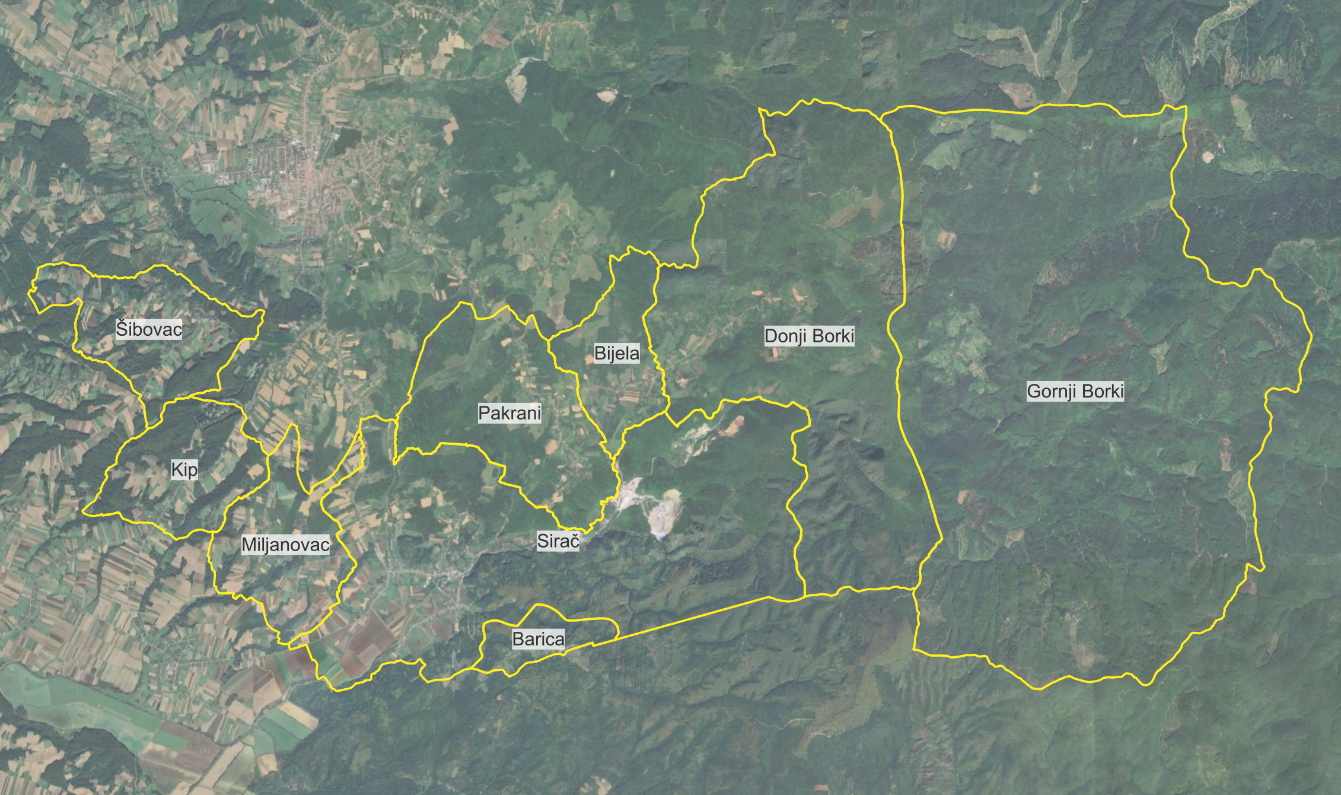 Šibovac
Donji Borki
Bijela
Gornji Borki
Pakrani
Kip
Sirač
Miljanovac
Barica